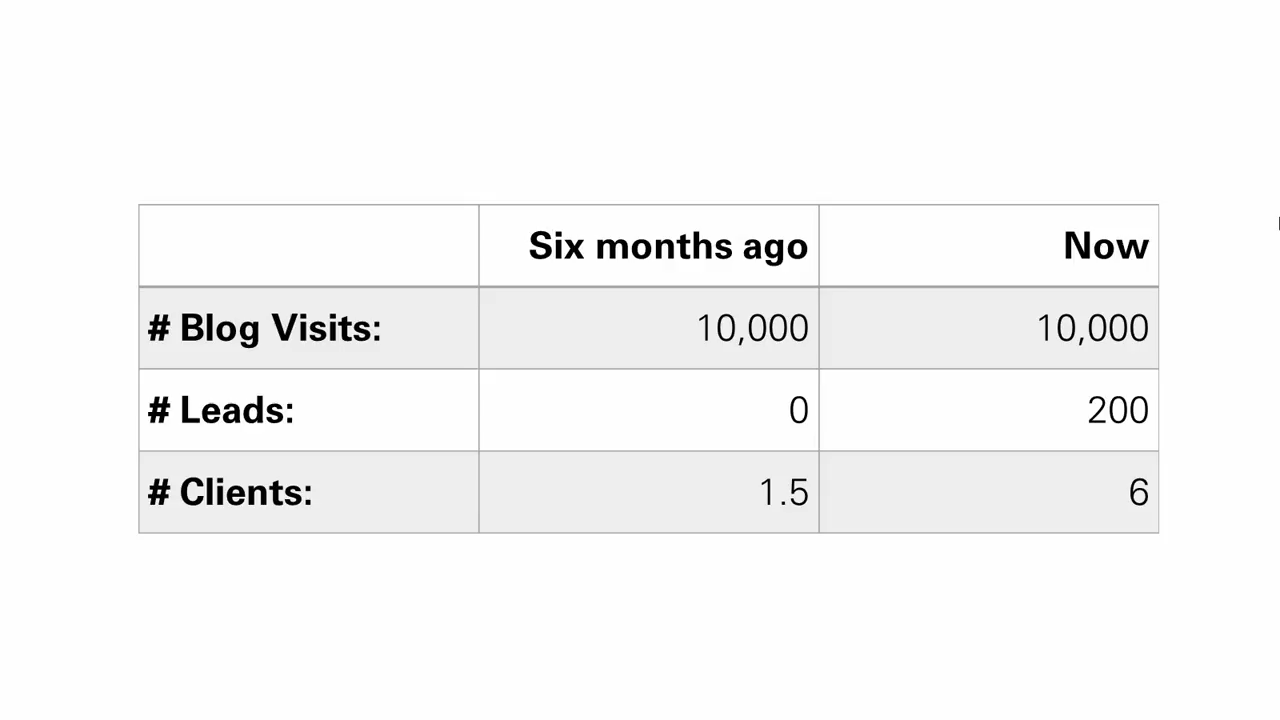 Six months ago Now
# Blog Visits: 10,000 10,000
# Leads: 0 200
# Clients: 1.5 6